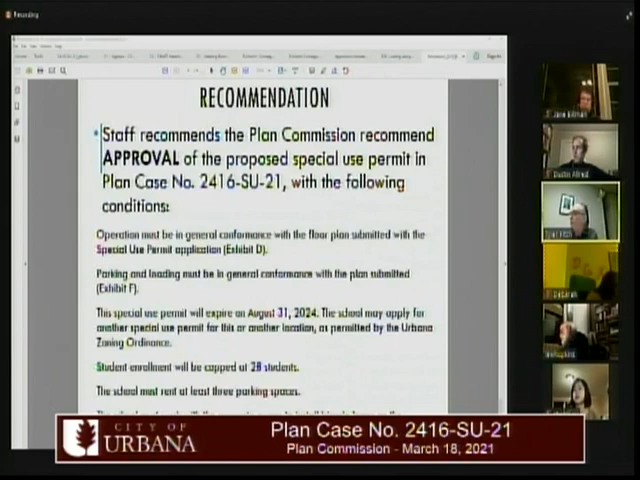 Recording
RECOMMENDATION
Staff recommends the Plan Commission recommend
APPROVAL of the proposed special use permit in
Plan Case No. 2416-SU-21, with the following
conditions:
Operation must be in general conformance with the floor plan submitted with the
Special Use Permit application (Exhibit D).
Parking and loading must be in general conformance with the plan submitted
(Exhibit F).
This special use permit will expire on August 31, 2024. The school may apply for
another special use permit for this or another location, as permitted by the Urbana
Zoning Ordinance.
Student enrollment will be capped at 28 students.
The school must rent at least three parking spaces.
Dustin Allred
CITY OF
URBANA
Plan Case No. 2416-SU-21
Plan Commission - March 18, 2021